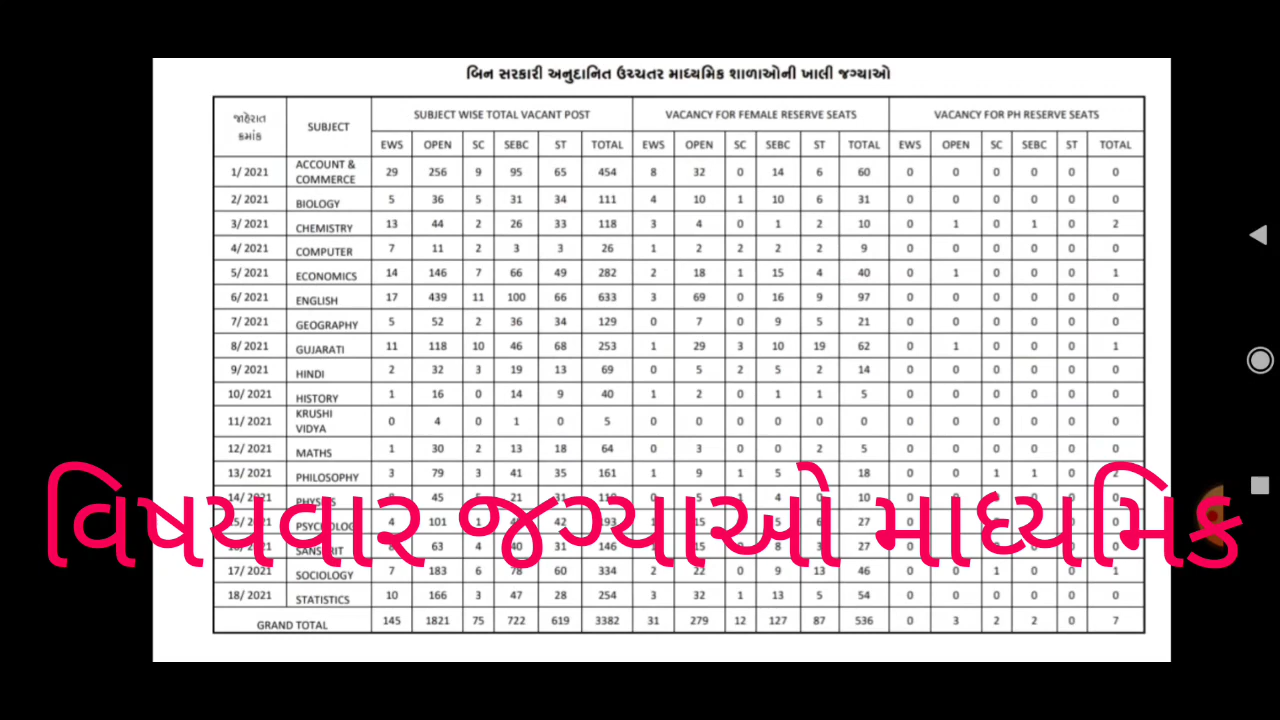 બિન સરકારી અનુદાનિત ઉચ્ચતર માધ્યમિક શાળાઓની ખાલી જગ્યાઓ
જાહેરાત ક્રમાંક SUBJECT SUBJECT WISE TOTAL VACANT POST VACANCY FOR FEMALE RESERVE SEATS VACANCY FOR PH RESERVE SEATS
EWS OPEN SC SEBC ST TOTAL EWS OPEN SC SEBC ST TOTAL EWS OPEN SC SEBC ST TOTAL
1/ 2021 ACCOUNT & COMMERCE 29 256 9 95 65 454 8 32 0 14 6 60 0 0 0 0 0 0
2/ 2021 BIOLOGY 5 36 5 31 34 111 4 10 1 10 6 31 0 0 0 0 0 0
3/ 2021 CHEMISTRY 13 44 2 26 33 118 3 4 0 1 2 10 0 1 0 1 0 2
4/ 2021 COMPUTER 7 11 2 3 3 26 1 2 2 2 2 9 0 0 0 0 0 0
5/ 2021 ECONOMICS 14 146 7 66 49 282 2 18 1 15 4 40 0 1 0 0 0 1
6/ 2021 ENGLISH 17 439 11 100 66 633 3 69 0 16 9 97 0 0 0 0 0 0
7/ 2021 GEOGRAPHY 5 52 2 36 34 129 0 7 0 9 5 21 0 0 0 0 0 0
8/ 2021 GUJARATI 11 118 10 46 68 253 1 29 3 10 19 62 0 1 0 0 0 1
9/ 2021 HINDI 2 32 3 19 13 69 0 5 2 5 2 14 0 0 0 0 0 0
10/ 2021 HISTORY 1 16 0 14 9 40 1 2 0 1 1 5 0 0 0 0 0 0
11/ 2021 KRUSHI VIDYA 0 4 0 1 0 5 0 0 0 0 0 0 0 0 0 0 0 0
12/ 2021 MATHS 1 30 2 13 18 64 0 3 0 0 2 5 0 0 0 0 0 0
13/ 2021 PHILOSOPHY 3 79 3 41 35 161 1 9 1 5 18 0 0 1 1 0 2
45 21 31 4 10 0 0
4 101 1 42 193 15 5 27 0
63 4 40 31 146 15 8 27 0 0
17/ 2021 SOCIOLOGY 7 183 6 78 60 334 2 22 0 9 13 46 0 0 1 0 0 1
18/ 2021 STATISTICS 10 166 3 47 28 254 3 32 1 13 5 54 0 0 0 0 0 0
GRAND TOTAL 145 1821 75 722 619 3382 31 279 12 127 87 536 0 3 2 2 0 7
વિષયવાર જગ્યાઓ માધ્યમિક